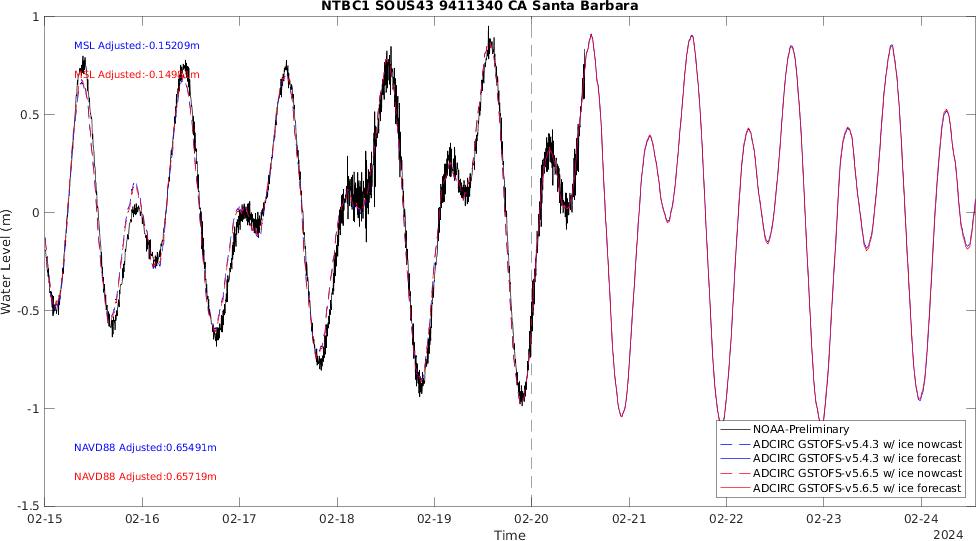 NTBC1 SOUS43 9411340 CA Santa Barbara
MSL Adjusted:-0.15209m
MSL Adjusted:
NAVD88 Adjusted:0.65491m
NAVD88 Adjusted:0.65719m
Water Level (m)
1
0.5
0
-0.5
-1
-1.5
NOAA-Preliminary
ADCIRC GSTOFS-v5.4.3 w/ ice nowcast
ADCIRC GSTOFS-v5.4.3 w/ ice forecast
ADCIRC GSTOFS-v5.6.5 w/ ice nowcast
ADCIRC GSTOFS-v5.6.5 w/ ice forecast
02-15 02-16 02-17 02-18 02-19 02-20 02-21 02-22 02-23 02-24
Time
2024